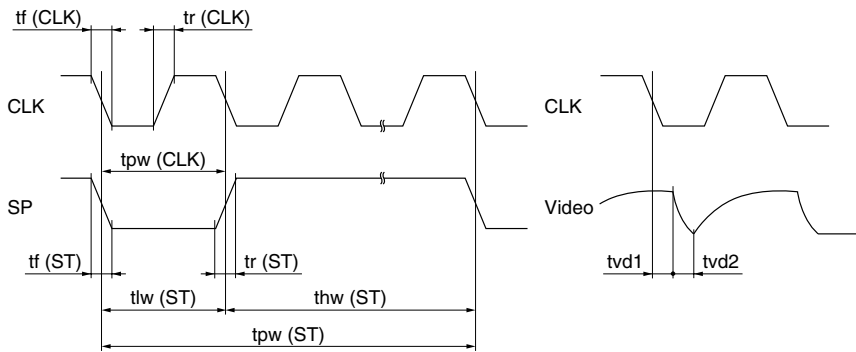 tf (CLK) tr (CLK)
CLK
CLK
tpw (CLK)
SP
Video
tf (ST) tr (ST)
tvd1 tvd2
tlw (ST) thw (ST)
tpw (ST)